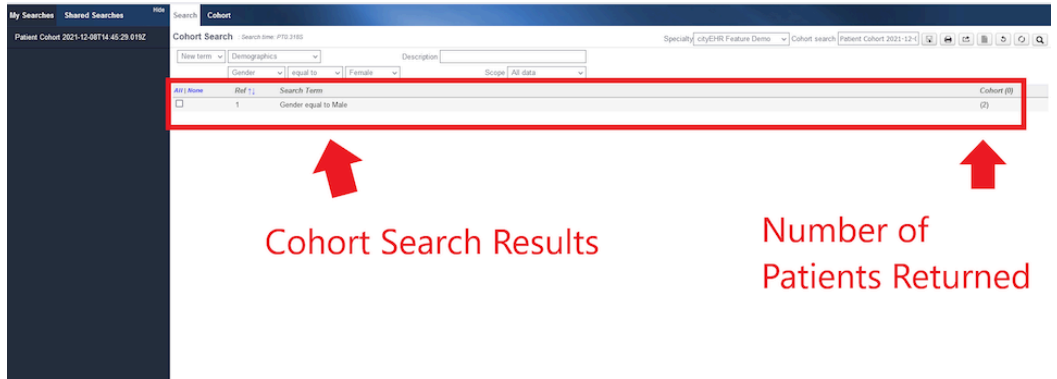 My Searches Shared Searches Hide Search Cohort
Patient Cohort 2021-12-08T14:45:29.019Z
Cohort Search Search time: PT0.318S Specialty cityEHR Feature Demo Cohort search Patient Cohort 2021-12-0
New term Demographics Description
Gender equal to Female Scope All data
All | None Ref ↑↓ Search Term Cohort (0)
1 Gender equal to Male (2)
Cohort Search Results
Number of
Patients Returned